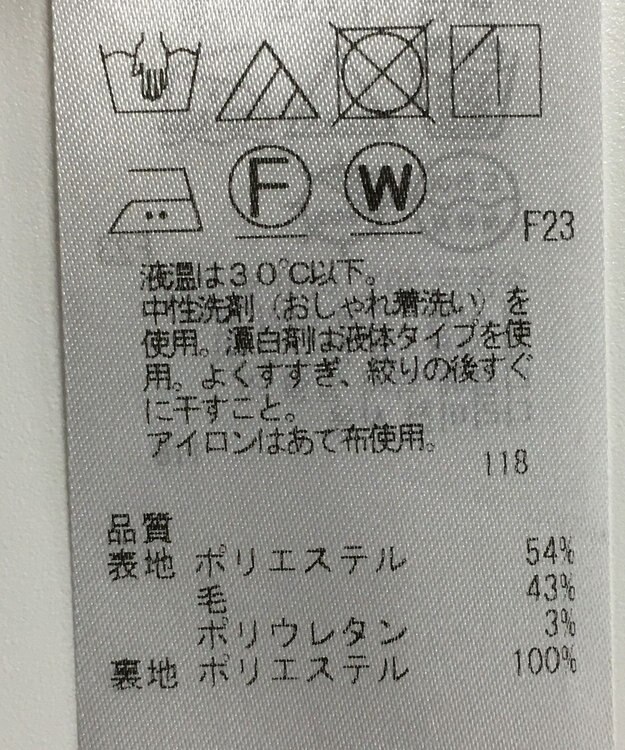 F
W
F23
液温は30℃以下。
中性洗剤（おしゃれ着洗い）を
使用。漂白剤は液体タイプを使
用。よくすすぎ、絞りの後すぐ
に干すこと。
アイロンはあて布使用。
118
品質
表地 ポリエステル 54%
毛 43%
ポリウレタン 3%
裏地 ポリエステル 100%